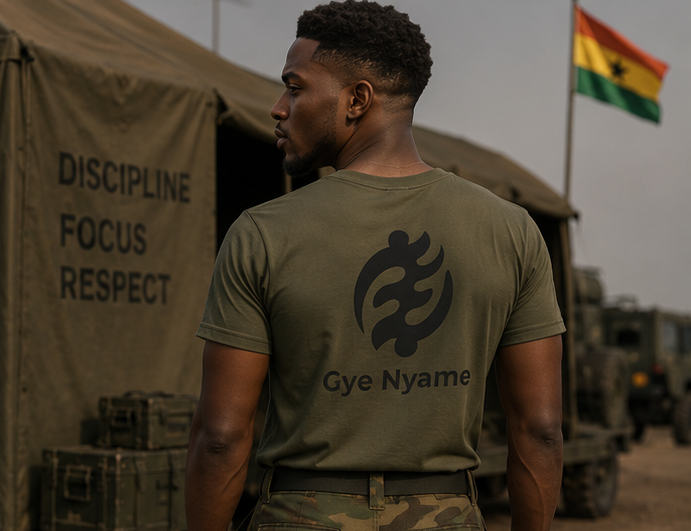 DISCIPLINE
FOCUS
RESPECT
Gye Nyame